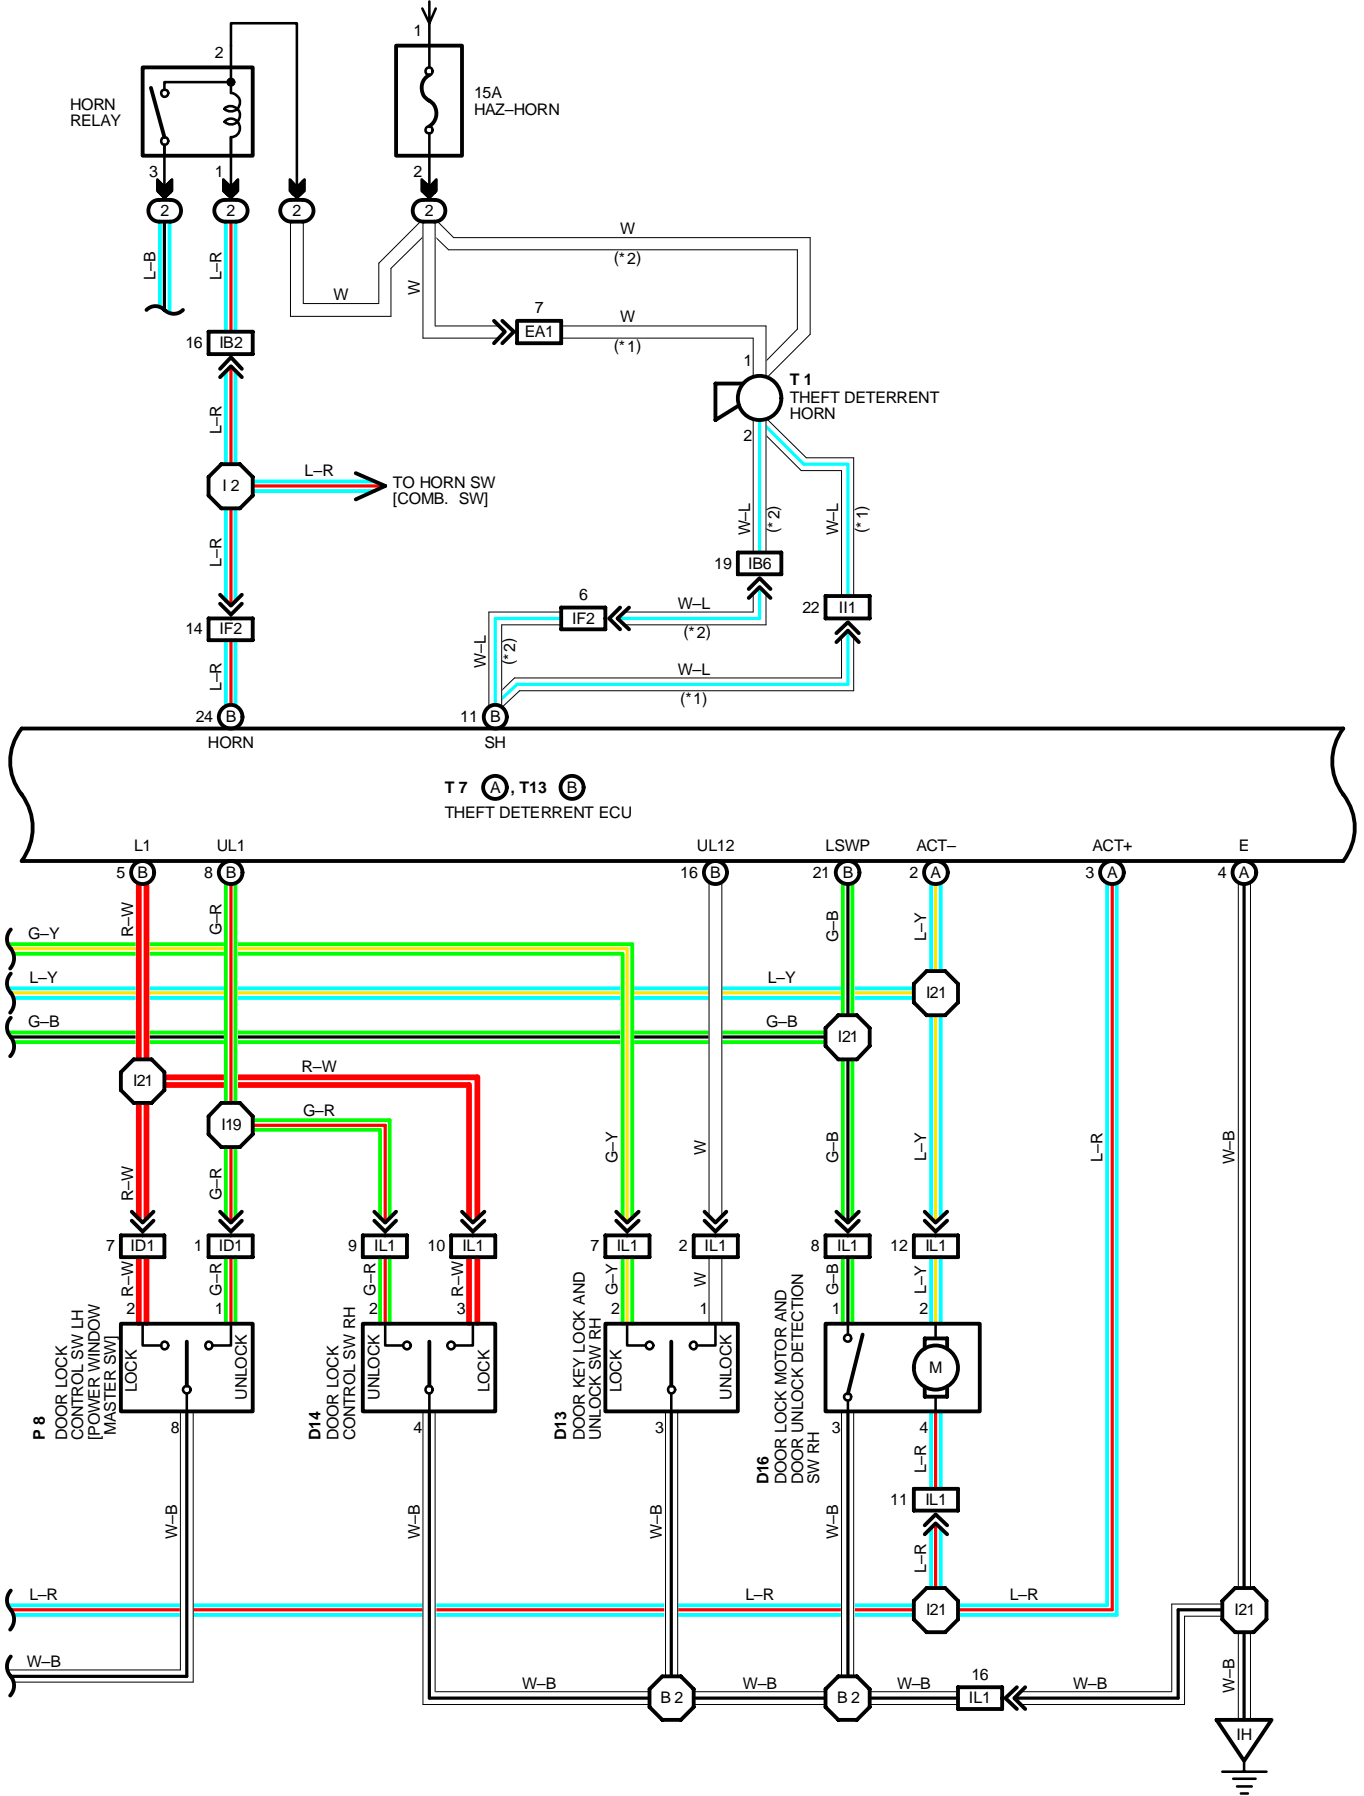 1
2
HORN
RELAY
15A
HAZ–HORN
3
1
2
2
2
2
2
L–B
L–R
W
W
W
(*2)
7
EA1
W
(*1)
16
IB2
1
T 1
THEFT DETERRENT
HORN
2
L–R
I 2
L–R
TO HORN SW
[COMB. SW]
W–L
(*2)
W–L
(*1)
L–R
19
IB6
6
IF2
W–L
(*2)
22
II1
14
IF2
W–L
(*2)
L–R
W–L
(*1)
24
B
11
B
HORN
SH
T 7 A , T13 B
THEFT DETERRENT ECU
L1
UL1
UL12
LSWP
ACT–
ACT+
E
5
B
8
B
16
B
21
B
2
A
3
A
4
A
R–W
G–R
G–B
L–Y
G–Y
L–Y
L–Y
I21
G–B
G–B
I21
I21
R–W
I19
G–R
R–W
G–R
G–Y
W
G–B
L–Y
L–R
W–B
7
ID1
1
ID1
9
IL1
10
IL1
7
IL1
2
IL1
8
IL1
12
IL1
R–W
G–R
G–R
R–W
G–Y
W
G–B
L–Y
2
1
2
3
2
1
1
2
LOCK
UNLOCK
UNLOCK
LOCK
LOCK
UNLOCK
M
P 8
DOOR LOCK
CONTROL SW LH
[POWER WINDOW
MASTER SW]
D14
DOOR LOCK
CONTROL SW RH
D13
DOOR KEY LOCK AND
UNLOCK SW RH
D16
DOOR LOCK MOTOR AND
DOOR UNLOCK DETECTION
SW RH
8
4
3
3
4
L–R
11
IL1
W–B
W–B
W–B
W–B
L–R
L–R
L–R
I21
L–R
I21
W–B
W–B
B 2
W–B
B 2
W–B
16
IL1
W–B
W–B
IH